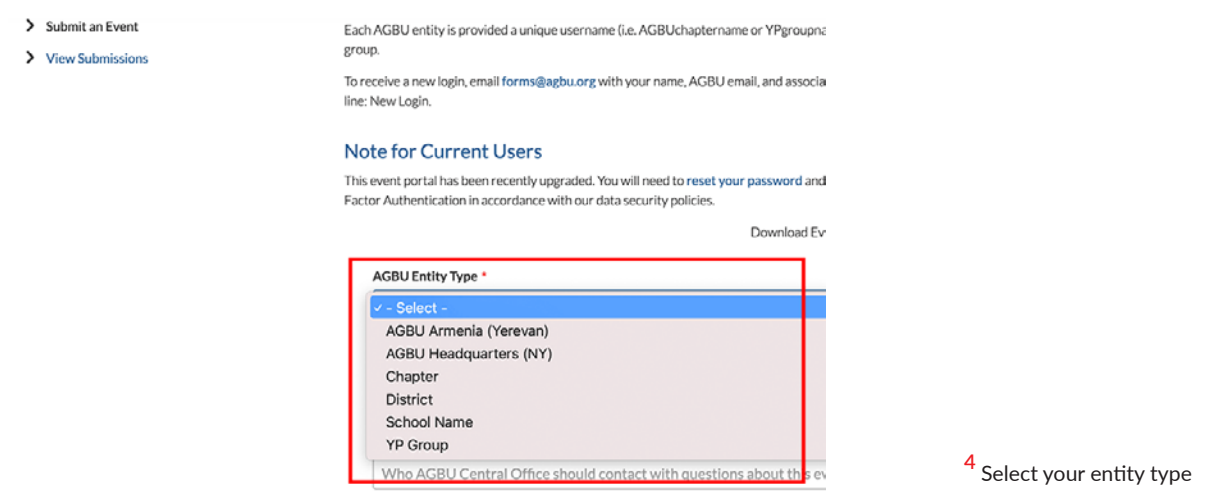 Submit an Event
View Submissions
Each AGBU entity is provided a unique username (i.e. AGBUchaptername or
group.
To receive a new login, email forms@agbu.org with your name, AGBU email, and
line: New Login.
Note for Current Users
This event portal has been recently upgraded. You will need to reset your password and
Factor Authentication in accordance with our data security policies.
Download
AGBU Entity Type *
✓ - Select -
AGBU Armenia (Yerevan)
AGBU Headquarters (NY)
Chapter
District
School Name
YP Group
Who AGBU Central Office should contact with questions about this
4 Select your entity type